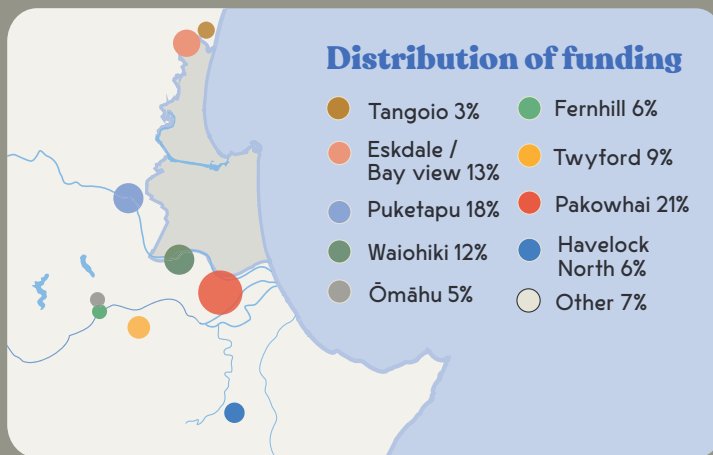 Distribution of funding
Tangoio 3%
Eskdale /
Bay view 13%
Puketapu 18%
Waiohiki 12%
Ōmāhu 5%
Fernhill 6%
Twyford 9%
Pakowhai 21%
Havelock
North 6%
Other 7%